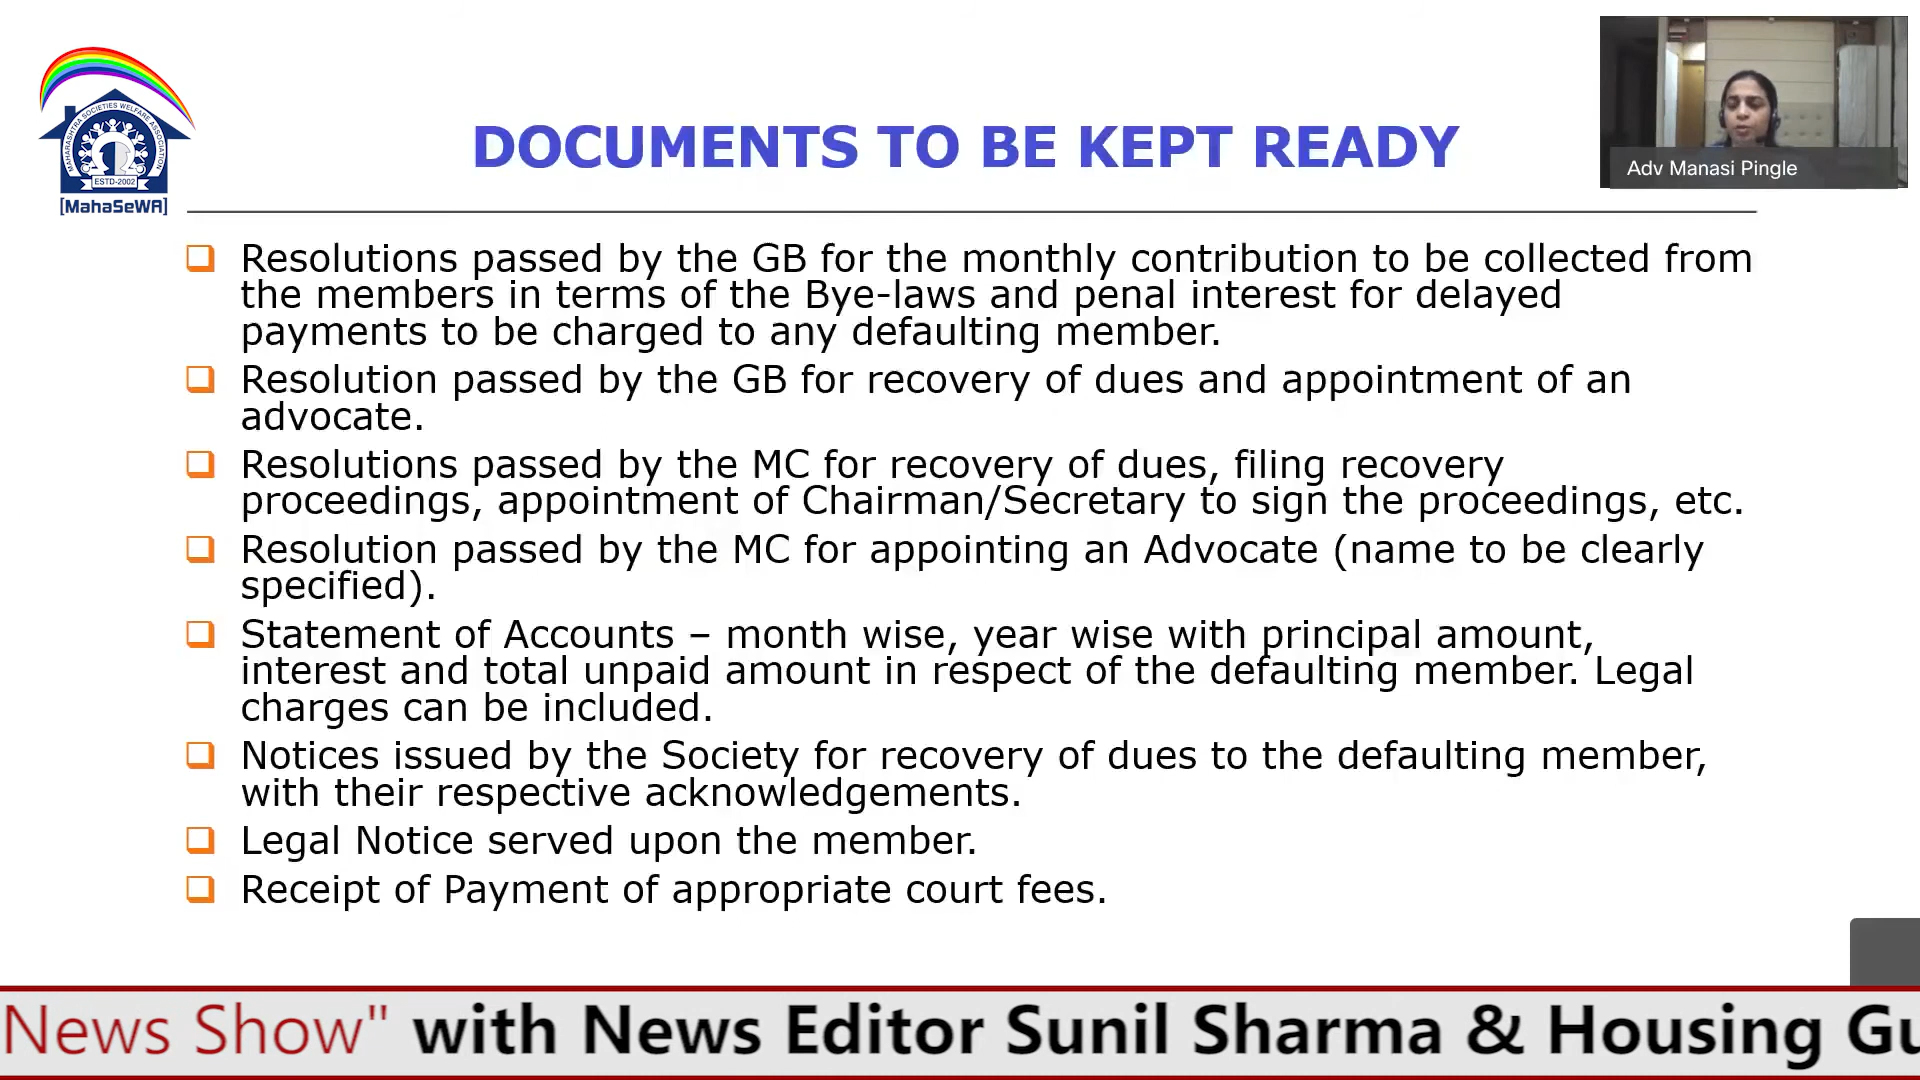 MAHARASHTRA SOCIETIES WELFARE ASSOCIATION
ESTD-2002
[MahaSeWA]
DOCUMENTS TO BE KEPT READY
Adv Manasi Pingle
Resolutions passed by the GB for the monthly contribution to be collected from
the members in terms of the Bye-laws and penal interest for delayed
payments to be charged to any defaulting member.
Resolution passed by the GB for recovery of dues and appointment of an
advocate.
Resolutions passed by the MC for recovery of dues, filing recovery
proceedings, appointment of Chairman/Secretary to sign the proceedings, etc.
Resolution passed by the MC for appointing an Advocate (name to be clearly
specified).
Statement of Accounts – month wise, year wise with principal amount,
interest and total unpaid amount in respect of the defaulting member. Legal
charges can be included.
Notices issued by the Society for recovery of dues to the defaulting member,
with their respective acknowledgements.
Legal Notice served upon the member.
Receipt of Payment of appropriate court fees.
News Show" with News Editor Sunil Sharma & Housing Gu